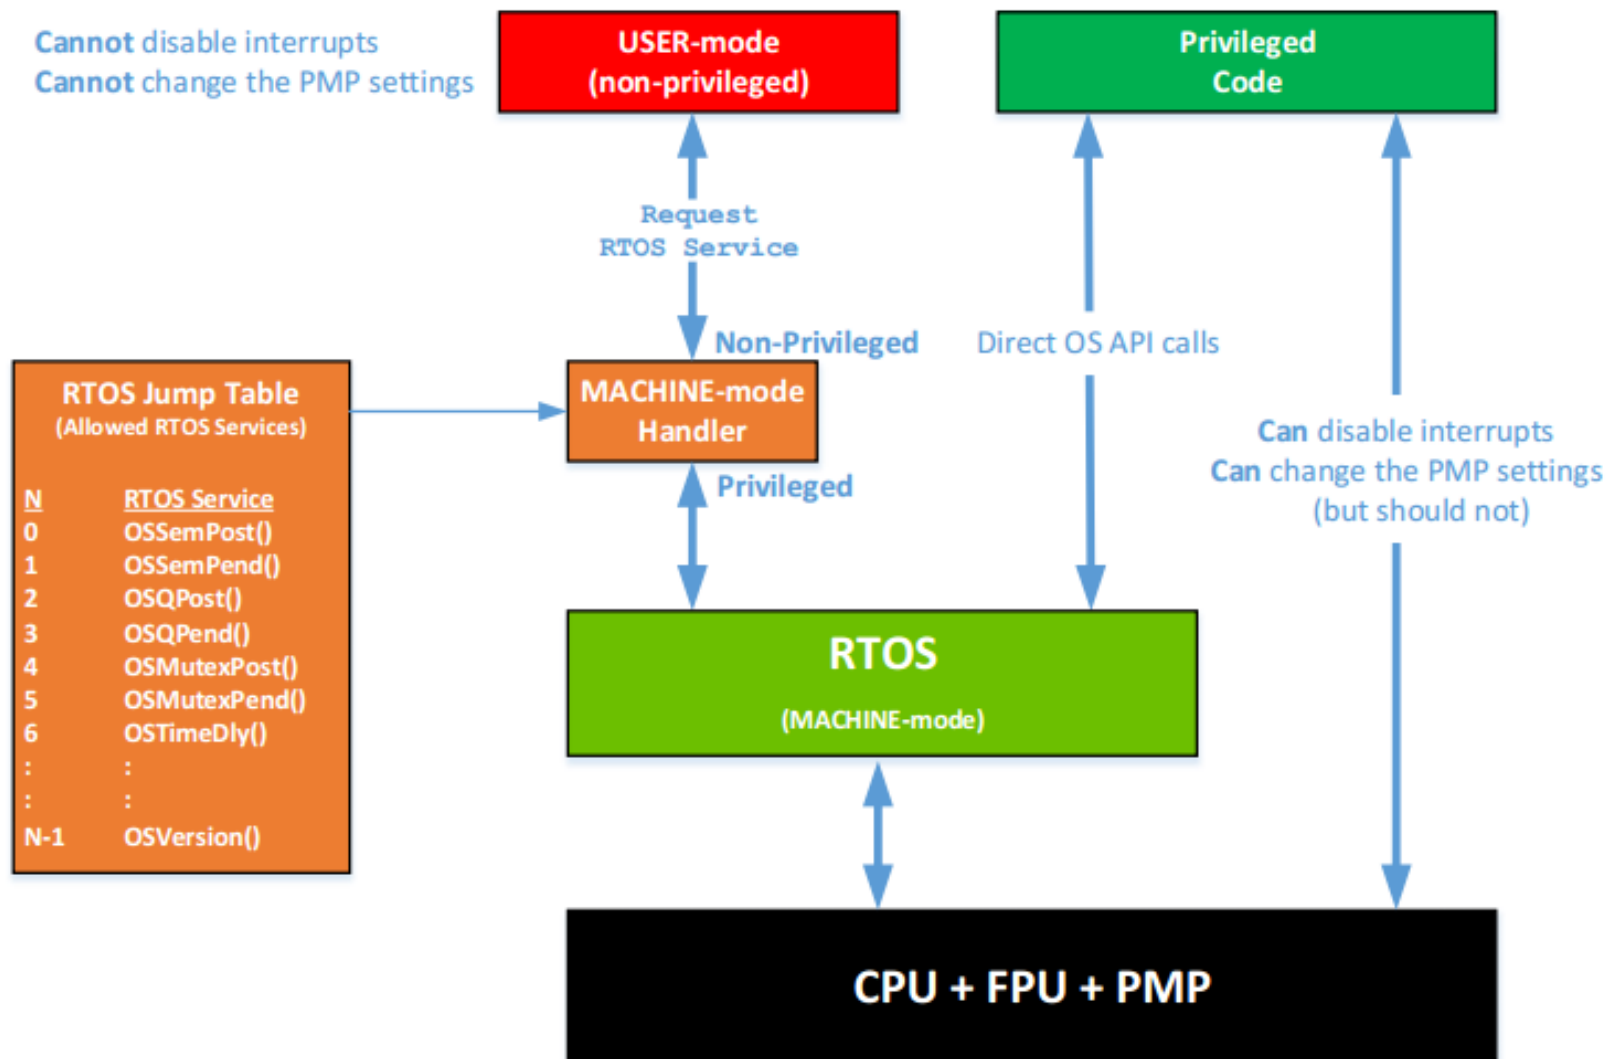 Cannot disable interrupts
Cannot change the PMP settings
USER-mode
(non-privileged)
Privileged
Code
Request
RTOS Service
Non-Privileged
Direct OS API calls
RTOS Jump Table
(Allowed RTOS Services)
N RTOS Service
0 OSSemPost()
1 OSSemPend()
2 OSQPost()
3 OSQPend()
4 OSMutexPost()
5 OSMutexPend()
6 OSTimeDly()
: :
: :
N-1 OSVersion()
MACHINE-mode
Handler
Privileged
Can disable interrupts
Can change the PMP settings
(but should not)
RTOS
(MACHINE-mode)
CPU + FPU + PMP